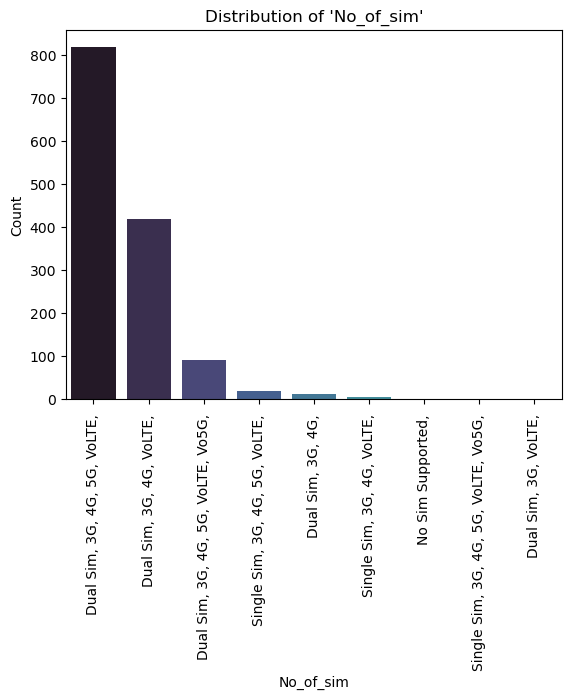 Distribution of 'No_of_sim'
Count
800
700
600
500
400
300
200
100
0
Dual Sim, 3G, 4G, 5G, VoLTE,
Dual Sim, 3G, 4G, VoLTE,
Dual Sim, 3G, 4G, 5G, VoLTE, Vo5G,
Single Sim, 3G, 4G, 5G, VoLTE,
Dual Sim, 3G, 4G,
Single Sim, 3G, 4G, VoLTE,
No Sim Supported,
Single Sim, 3G, 4G, 5G, VoLTE, Vo5G,
Dual Sim, 3G, VoLTE,
No_of_sim